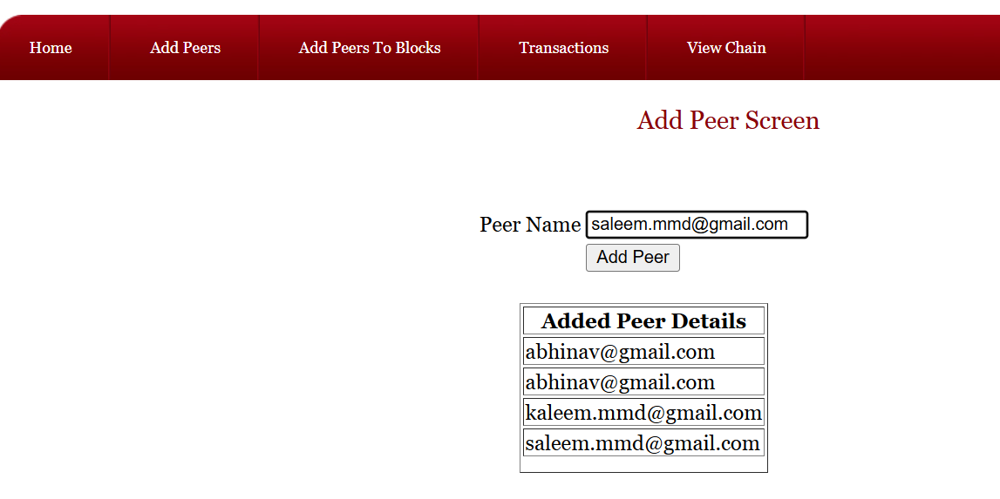 Home Add Peers Add Peers To Blocks Transactions View Chain
Add Peer Screen
Peer Name saleem.mmd@gmail.com
Add Peer
Added Peer Details
abhinav@gmail.com
abhinav@gmail.com
kaleem.mmd@gmail.com
saleem.mmd@gmail.com